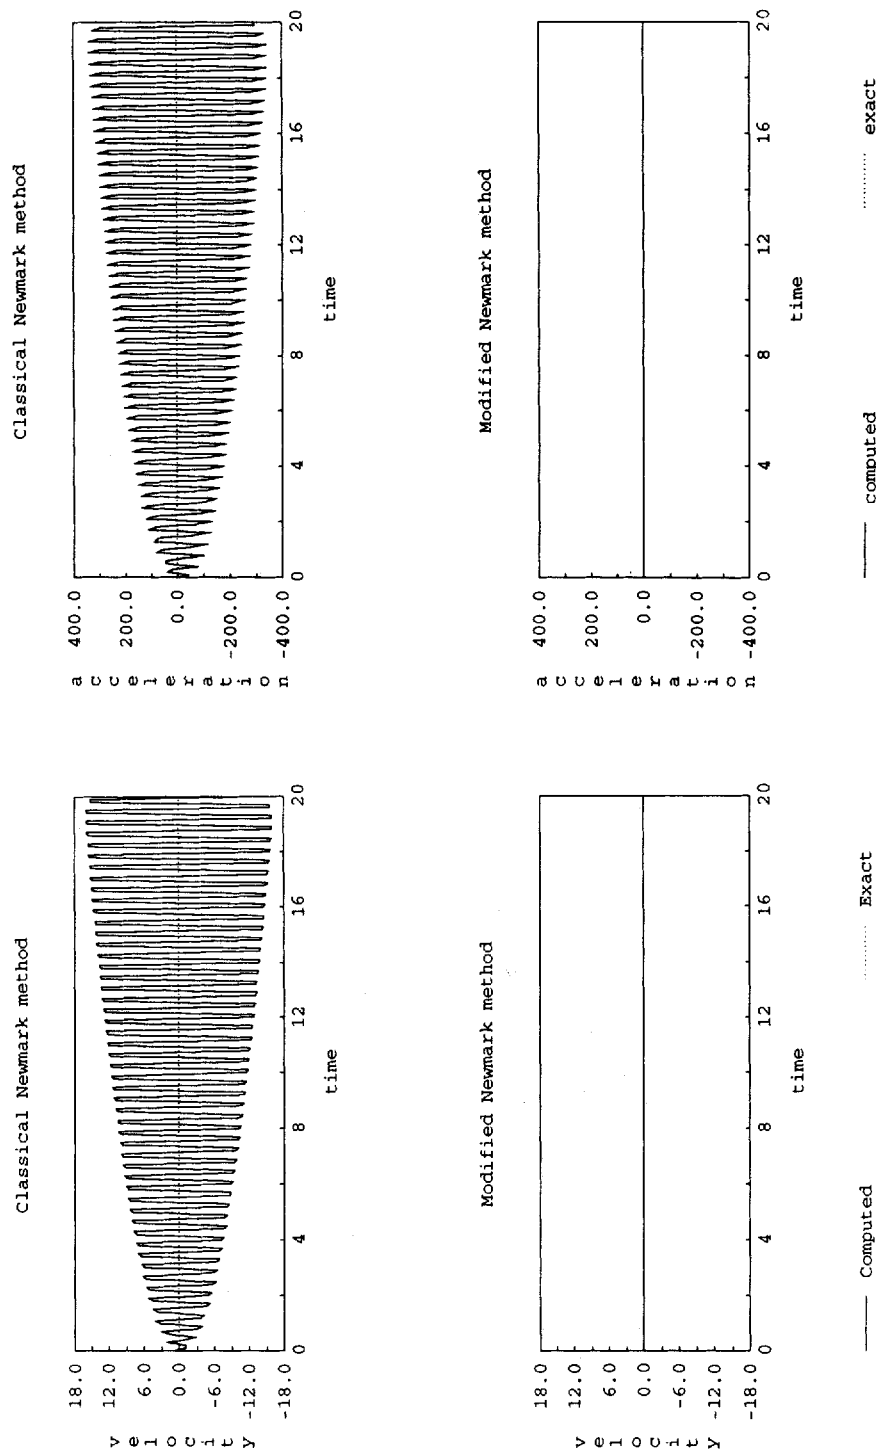 Classical Newmark method
18.0
12.0
6.0
0.0
-6.0
-12.0
-18.0
velocity
0 4 8 12 16 20
time
Classical Newmark method
400.0
200.0
0.0
-200.0
-400.0
acceleration
0 4 8 12 16 20
time
Modified Newmark method
18.0
12.0
6.0
0.0
-6.0
-12.0
-18.0
velocity
0 4 8 12 16 20
time
Computed Exact
Modified Newmark method
400.0
200.0
0.0
-200.0
-400.0
acceleration
0 4 8 12 16 20
time
computed exact